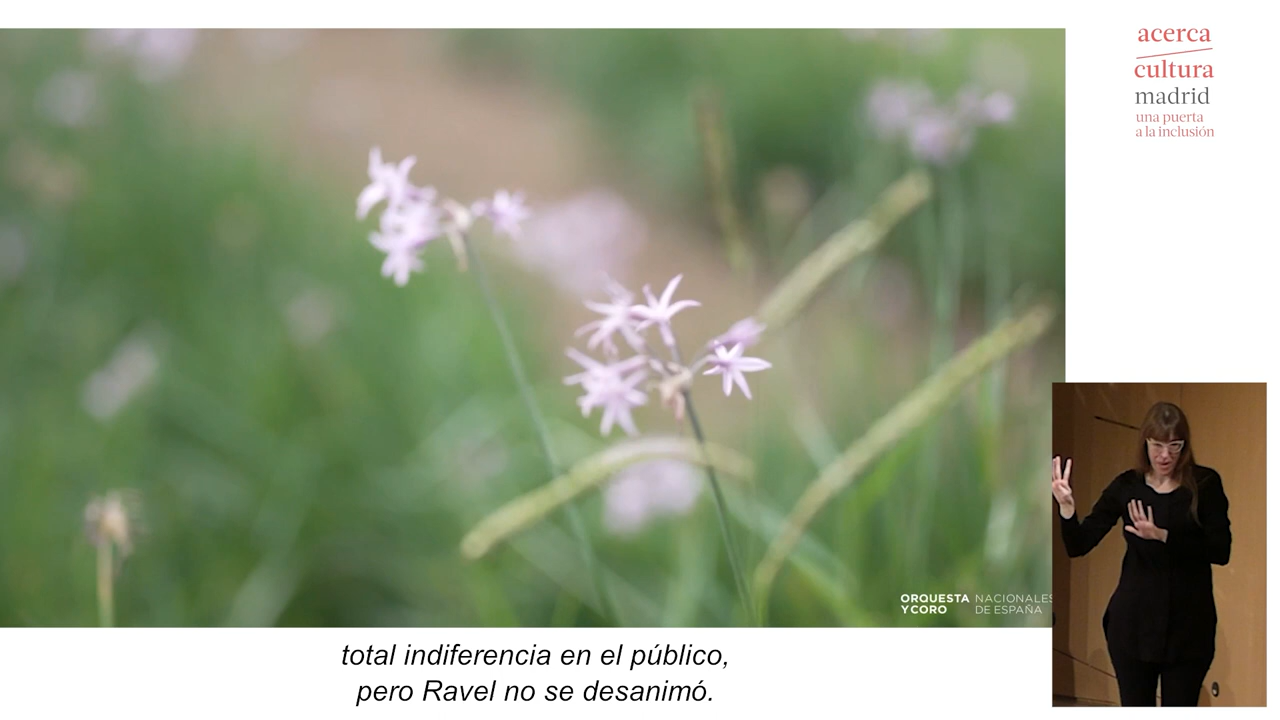 acerca
cultura
madrid
una puerta
a la inclusión
ORQUESTA NACIONALES
Y CORO DE ESPAÑA
total indiferencia en el público,
pero Ravel no se desanimó.